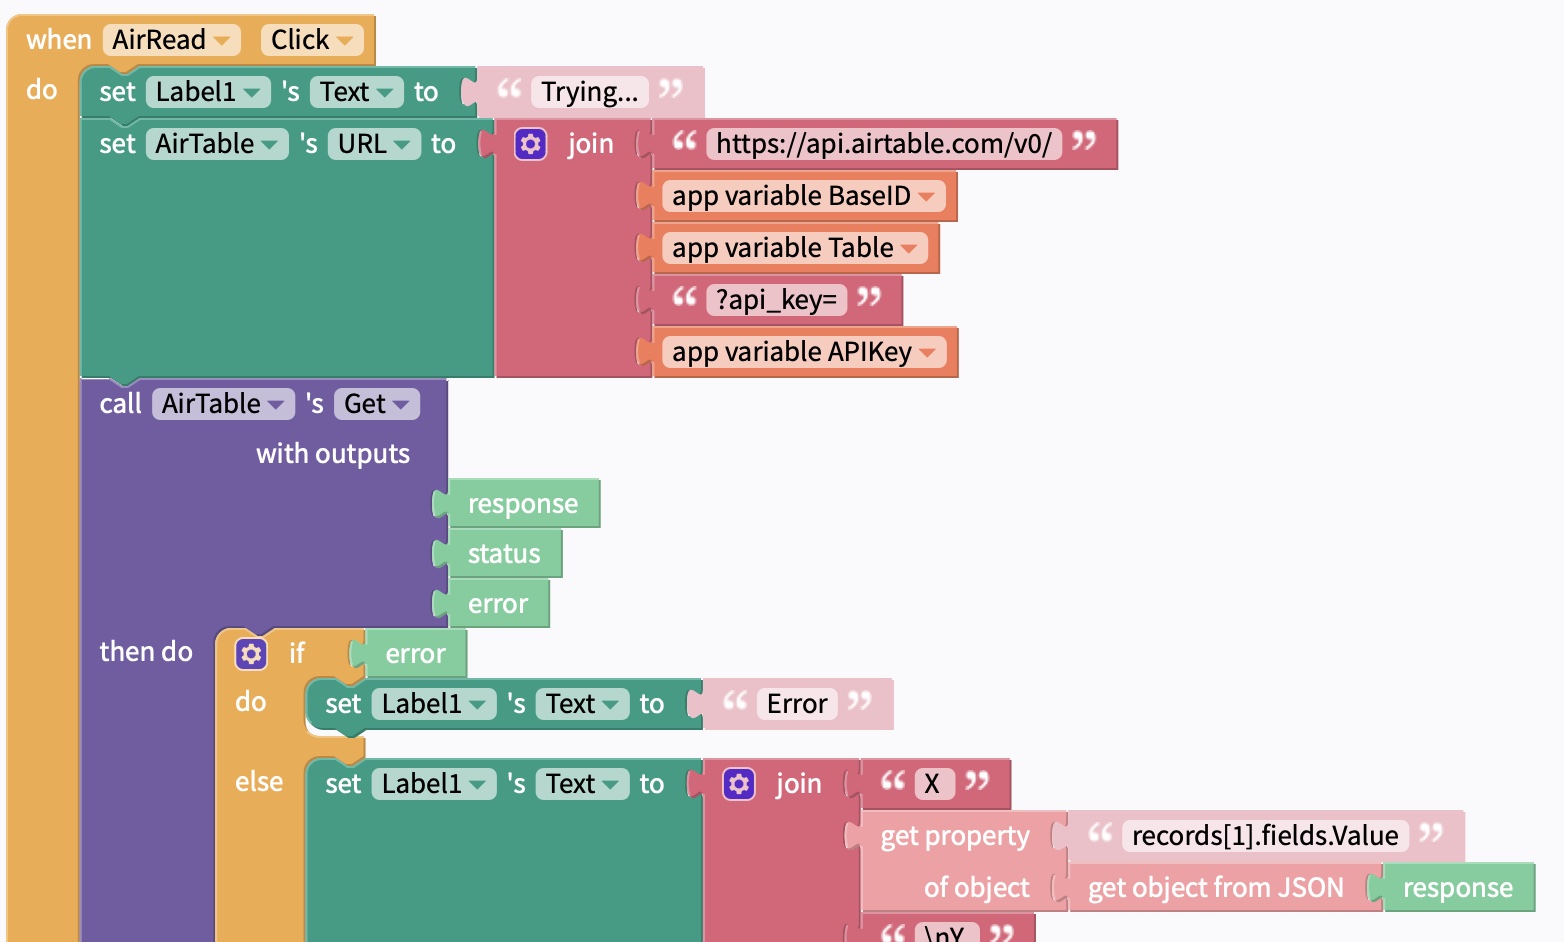 when AirRead Click
do set Label1 's Text to “ Trying... ”
set AirTable 's URL to join “ https://api.airtable.com/v0/ ”
app variable BaseID
app variable Table
“ ?api_key= ”
app variable APIKey
call AirTable 's Get
with outputs
response
status
error
then do if error
do set Label1 's Text to “ Error ”
else set Label1 's Text to join “ X ”
get property “ records[1].fields.Value ”
of object get object from JSON response
“ \nY ”